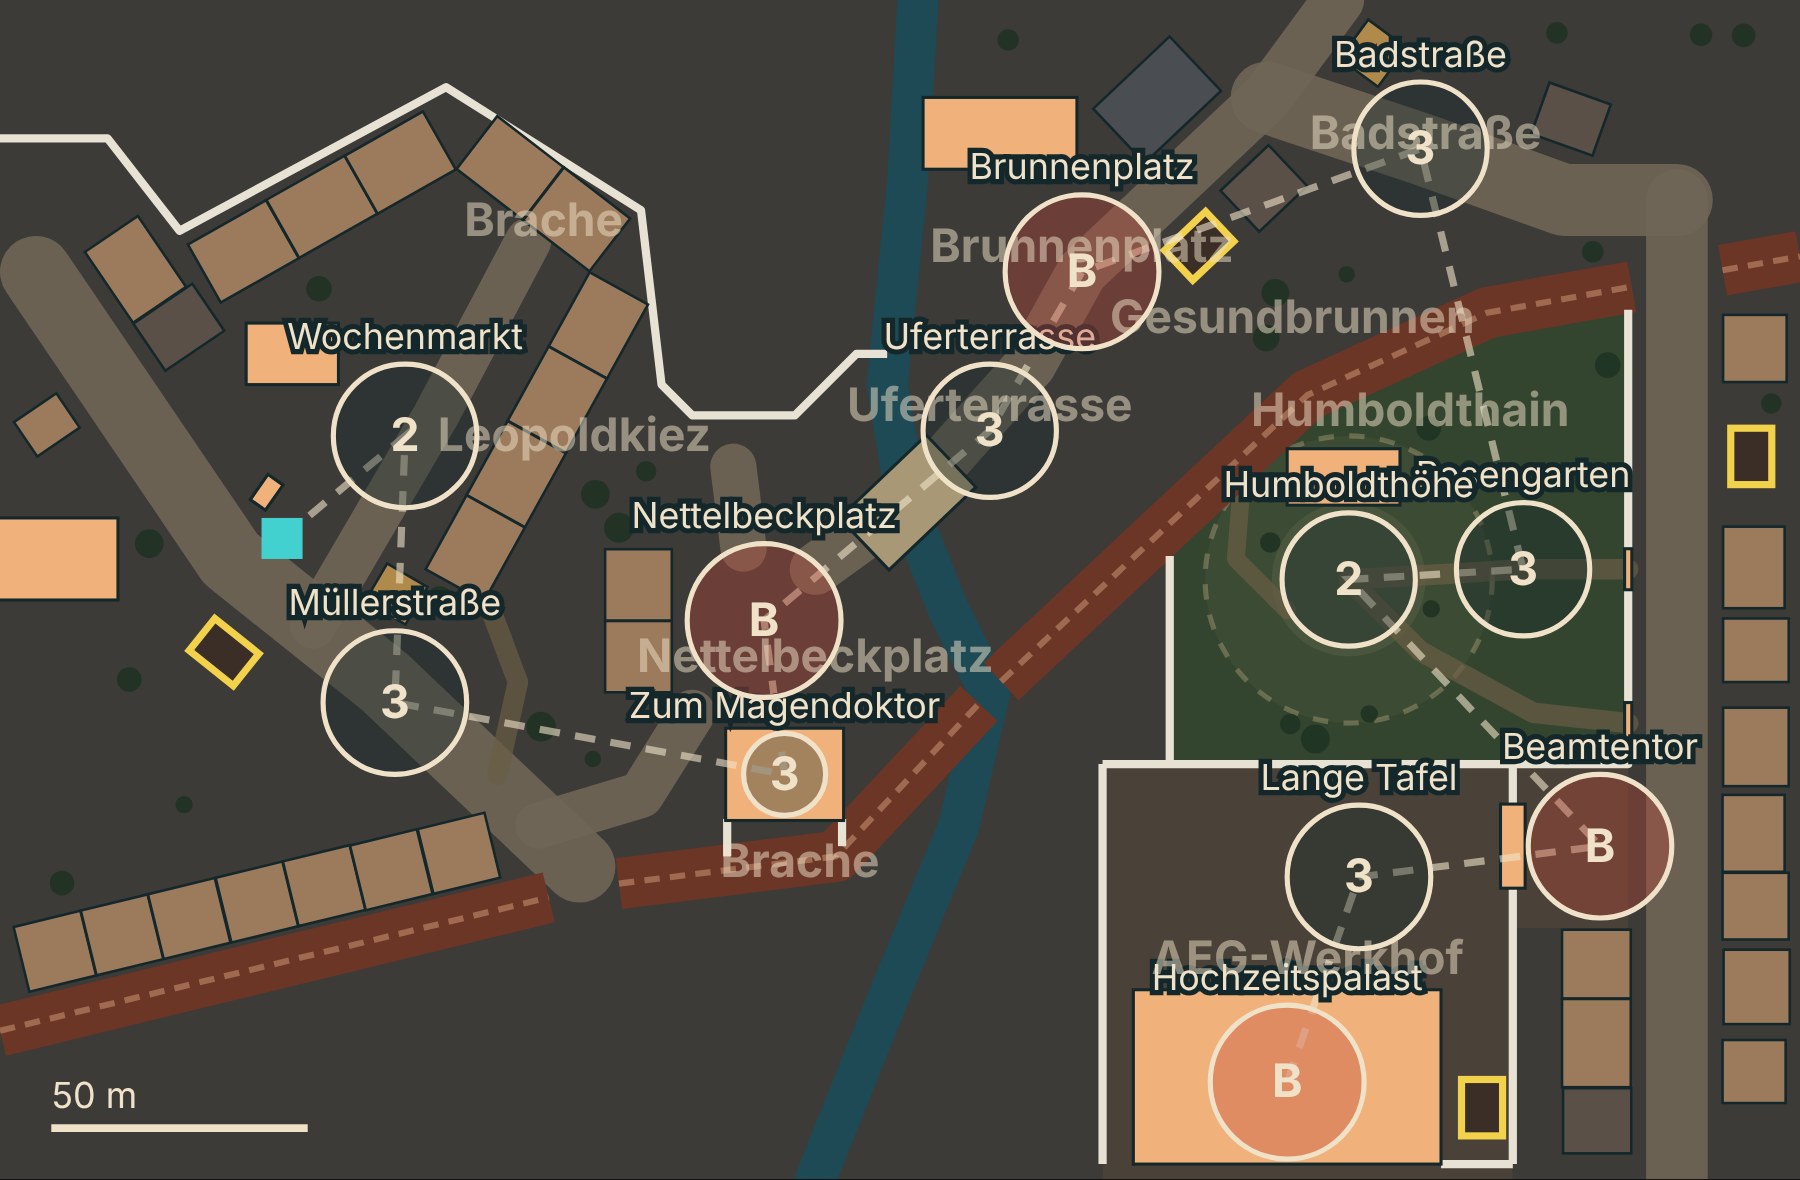 Badstraße
Badstraße
3
Brunnenplatz
Brunnenplatz
B
Brache
Gesundbrunnen
Wochenmarkt
2
Uferterrasse
Uferterrasse
3
Leopoldkiez
Humboldthain
Humboldthöhe
2
Rosengarten
3
Nettelbeckplatz
B
Nettelbeckplatz
Müllerstraße
3
Zum Magendoktor
3
Brache
Beamtentor
B
Lange Tafel
3
AEG-Werkhof
Hochzeitspalast
B
50 m